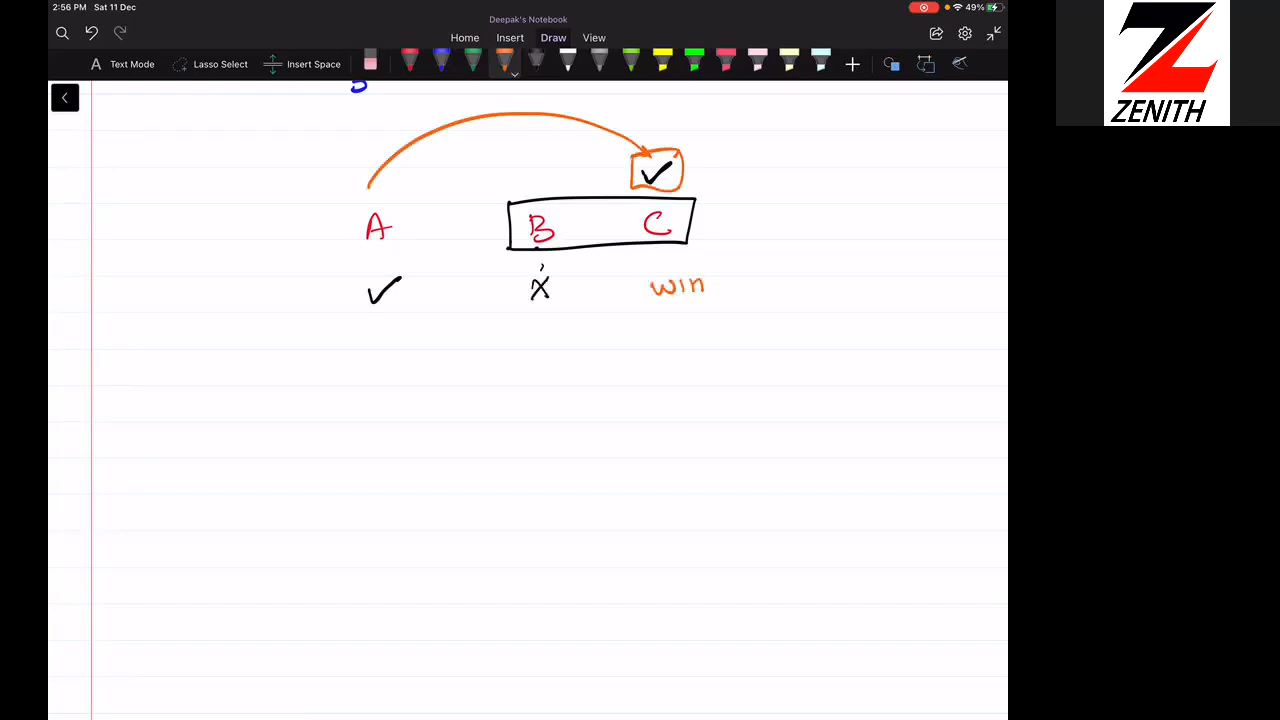 2:56 PM Sat 11 Dec
49%
Deepak's Notebook
Home Insert Draw View
A Text Mode Lasso Select Insert Space
ZENITH
✓
A B C
✓ X win